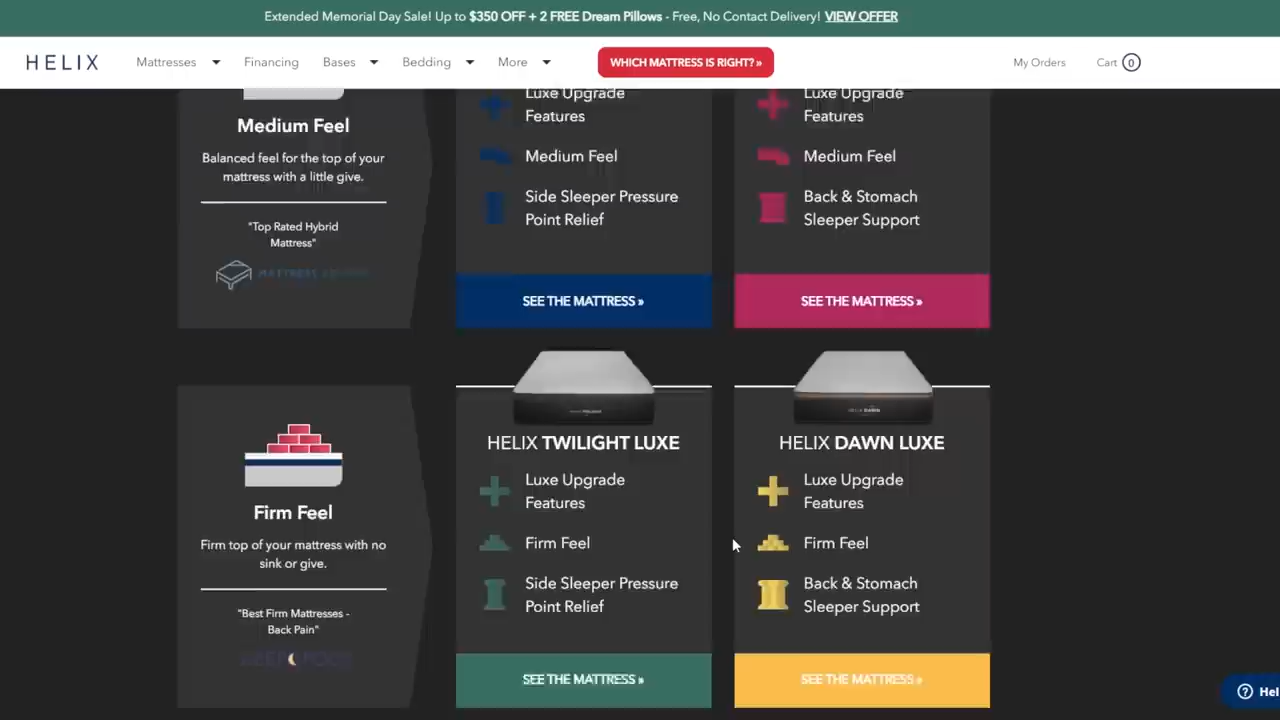 Extended Memorial Day Sale! Up to $350 OFF + 2 FREE Dream Pillows - Free, No Contact Delivery! VIEW OFFER
HELIX
Mattresses
Financing
Bases
Bedding
More
WHICH MATTRESS IS RIGHT? »
My Orders
Cart 0
Medium Feel
Balanced feel for the top of your
mattress with a little give.
"Top Rated Hybrid
Mattress"
Luxe Upgrade
Features
Medium Feel
Side Sleeper Pressure
Point Relief
SEE THE MATTRESS »
Luxe Upgrade
Features
Medium Feel
Back & Stomach
Sleeper Support
SEE THE MATTRESS »
Firm Feel
Firm top of your mattress with no
sink or give.
"Best Firm Mattresses -
Back Pain"
HELIX TWILIGHT LUXE
Luxe Upgrade
Features
Firm Feel
Side Sleeper Pressure
Point Relief
SEE THE MATTRESS »
HELIX DAWN
HELIX DAWN LUXE
Luxe Upgrade
Features
Firm Feel
Back & Stomach
Sleeper Support
SEE THE MATTRESS »
? Hel